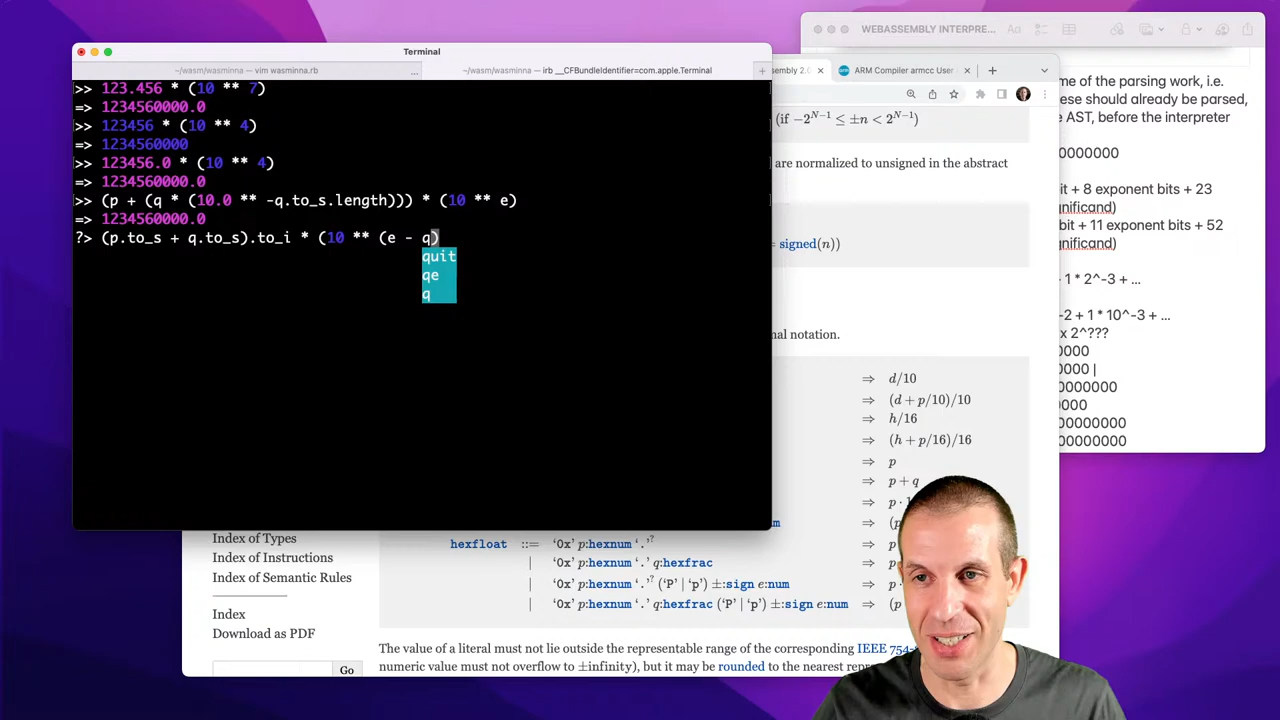 WEBASSEMBLY INTERPRE...
Terminal
~/wasm/wasminna — vim wasminna.rb
...
~/wasm/wasminna — irb __CFBundleIdentifier=com.apple.Terminal
+
>> 123.456 * (10 ** 7)
=> 1234560000.0
>> 123456 * (10 ** 4)
=> 1234560000
>> 123456.0 * (10 ** 4)
=> 1234560000.0
>> (p + (q * (10.0 ** -q.to_s.length))) * (10 ** e)
=> 1234560000.0
?> (p.to_s + q.to_s).to_i * (10 ** (e - q)
quit
qe
q
sembly 2.0
ARM Compiler armcc User
(if −2^{N−1} ≤ ±n < 2^{N−1})
are normalized to unsigned in the abstract
= signed(n))
nal notation.
⇒ d/10
⇒ (d + p/10)/10
⇒ h/16
⇒ (h + p/16)/16
⇒ p
⇒ p + q
⇒ p · 1
⇒
hexfloat ::= ‘0x’ p:hexnum ‘.’?
| ‘0x’ p:hexnum ‘.’ q:hexfrac
| ‘0x’ p:hexnum ‘.’? (‘P’ | ‘p’) ±:sign e:num
| ‘0x’ p:hexnum ‘.’ q:hexfrac (‘P’ | ‘p’) ±:sign e:num
⇒ p
⇒ p
⇒ p ·
⇒ (p
The value of a literal must not lie outside the representable range of the corresponding IEEE 754-
numeric value must not overflow to ±infinity), but it may be rounded to the nearest
Index of Types
Index of Instructions
Index of Semantic Rules
Index
Download as PDF
Go
me of the parsing work, i.e.
ese should already be parsed,
e AST, before the interpreter
0000000
bit + 8 exponent bits + 23
gnificand)
bit + 11 exponent bits + 52
gnificand)
1 * 2^-3 + ...
-2 + 1 * 10^-3 + ...
x 2^???
0000
0000 |
0000000
0000
00000000
00000000